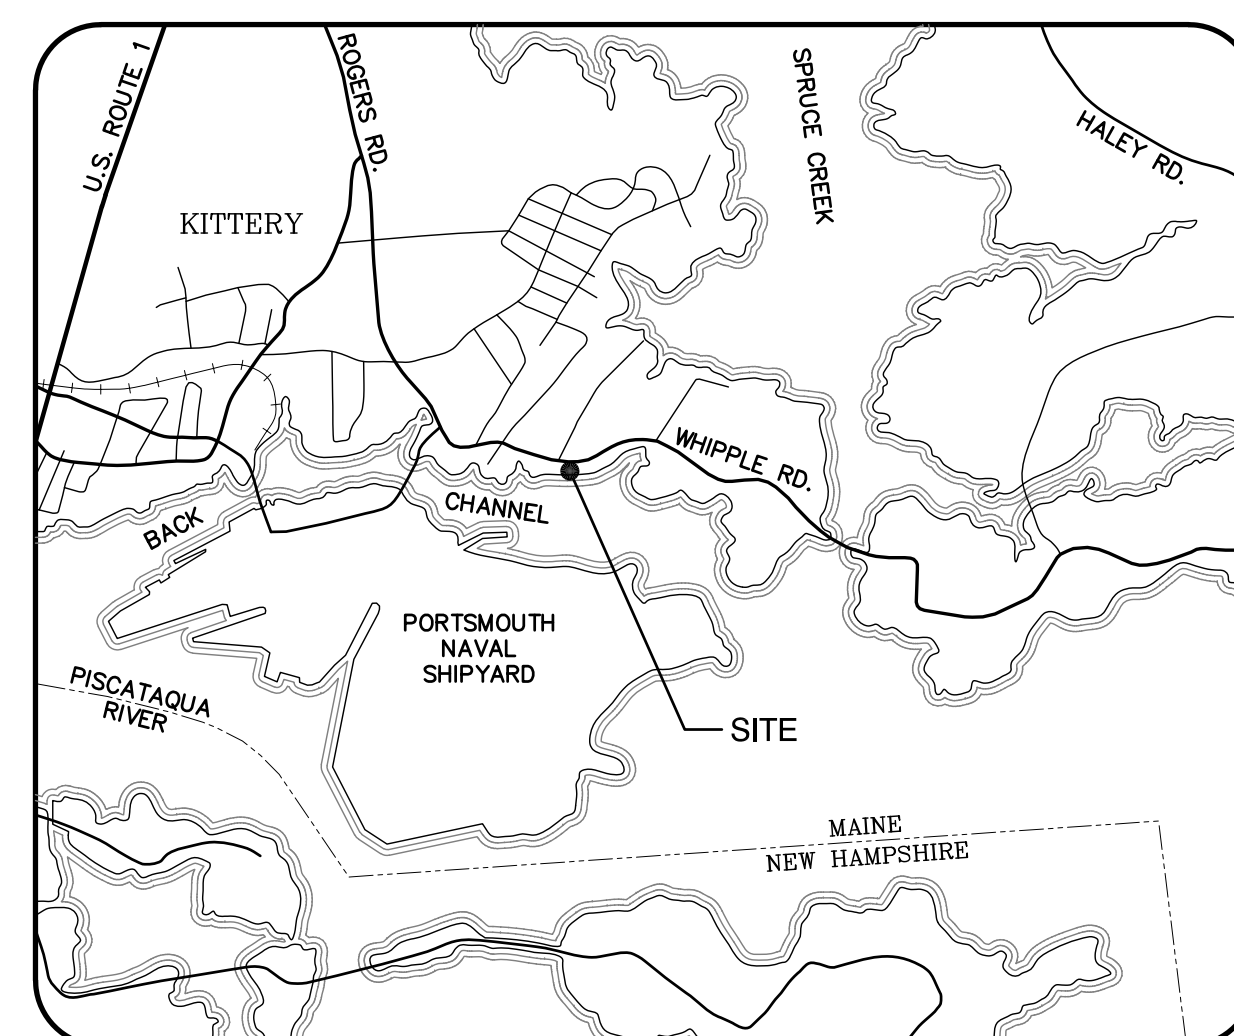 U.S. ROUTE 1
ROGERS RD.
SPRUCE CREEK
HALEY RD.
KITTERY
WHIPPLE RD.
BACK
CHANNEL
PORTSMOUTH
NAVAL
SHIPYARD
PISCATAQUA
RIVER
SITE
MAINE
NEW HAMPSHIRE